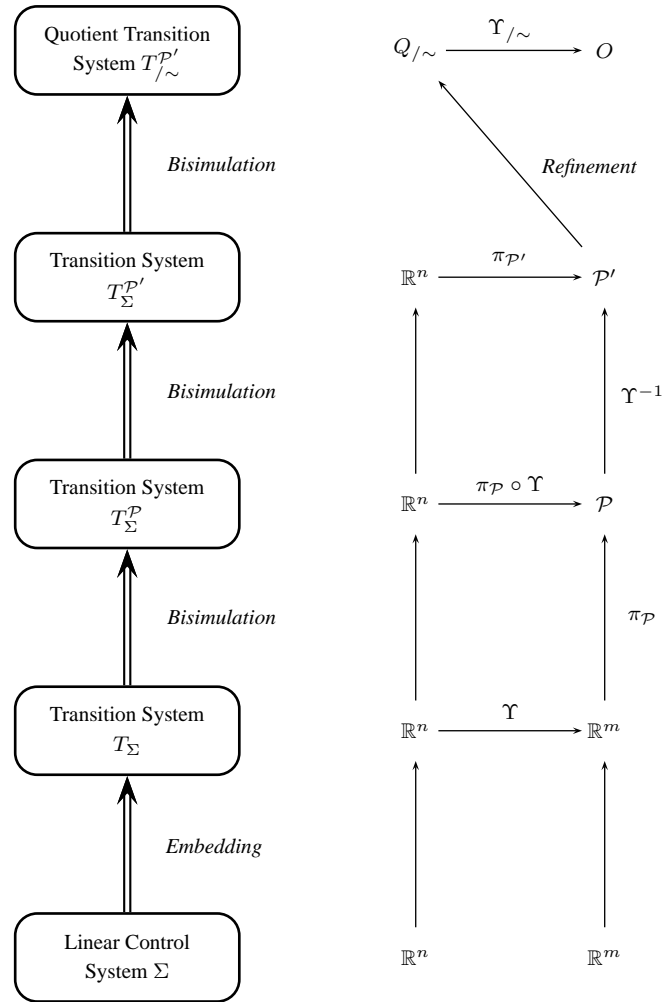 Quotient Transition
System $T^{\mathcal{P}'}_{/\sim}$
$Q_{/\sim}$ $\Upsilon_{/\sim}$ $O$
Bisimulation
Refinement
Transition System
$T^{\mathcal{P}'}_{\Sigma}$
$\mathbb{R}^n$ $\pi_{\mathcal{P}'}$ $\mathcal{P}'$
Bisimulation
$\Upsilon^{-1}$
Transition System
$T^{\mathcal{P}}_{\Sigma}$
$\mathbb{R}^n$ $\pi_{\mathcal{P}} \circ \Upsilon$ $\mathcal{P}$
Bisimulation
$\pi_{\mathcal{P}}$
Transition System
$T_{\Sigma}$
$\mathbb{R}^n$ $\Upsilon$ $\mathbb{R}^m$
Embedding
Linear Control
System $\Sigma$
$\mathbb{R}^n$ $\mathbb{R}^m$